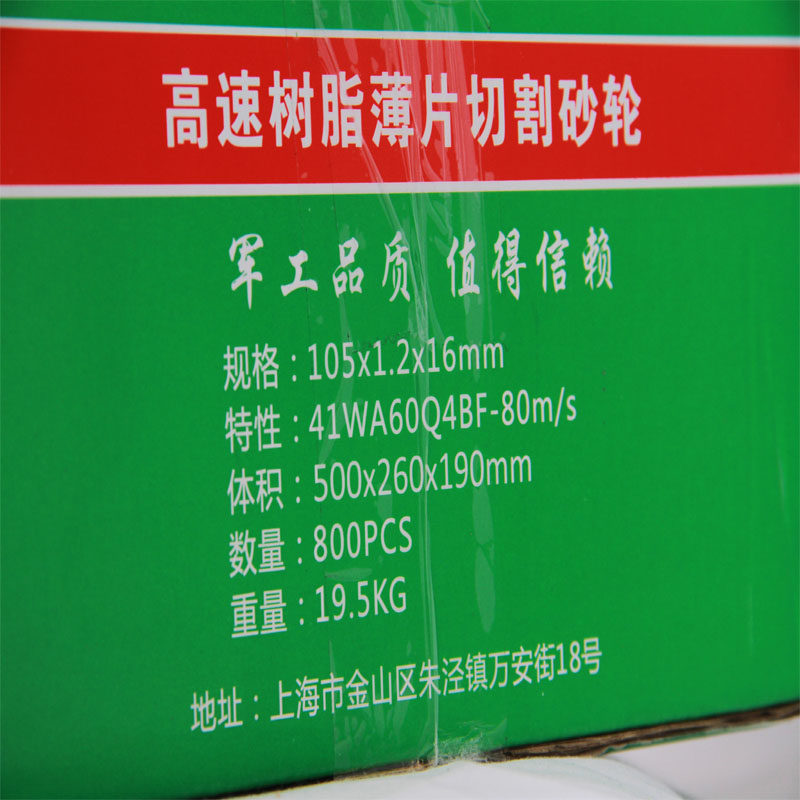 高速树脂薄片切割砂轮
军工品质 值得信赖
规格：105x1.2x16mm
特性：41WA60Q4BF-80m/s
体积：500x260x190mm
数量：800PCS
重量：19.5KG
地址：上海市金山区朱泾镇万安街18号